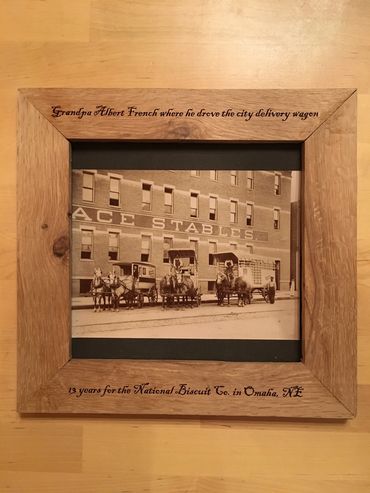 Grandpa Albert French where he drove the city delivery wagon
ACE STABLES
13 years for the National Biscuit Co. in Omaha, NE